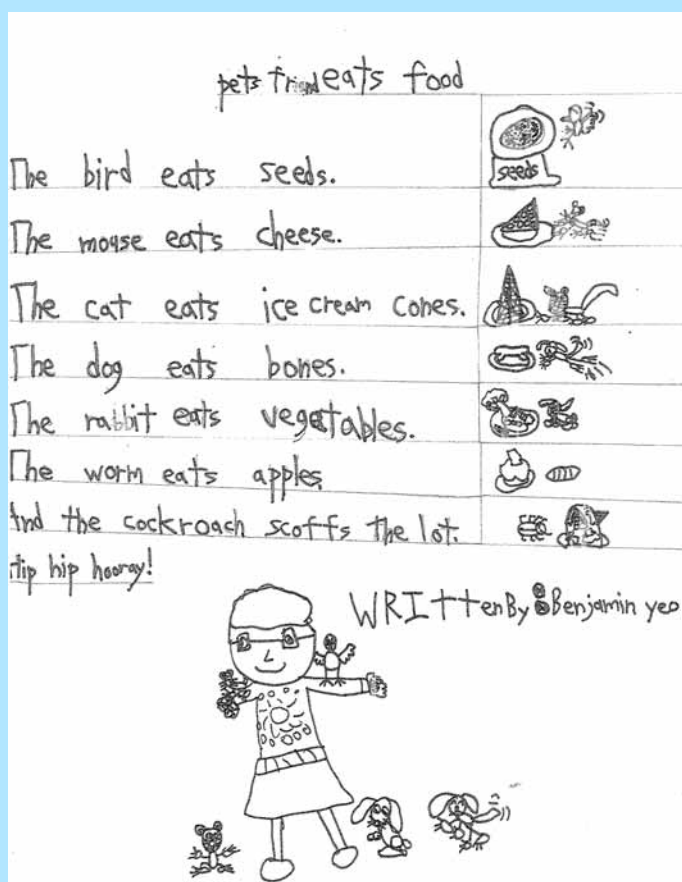 pets friend eats food
The bird eats seeds.
seeds
The mouse eats cheese.
The cat eats ice cream cones.
The dog eats bones.
The rabbit eats vegetables.
The worm eats apples.
And the cockroach scoffs the lot.
Hip hip hooray!
WRIttenBy: Benjamin yeo